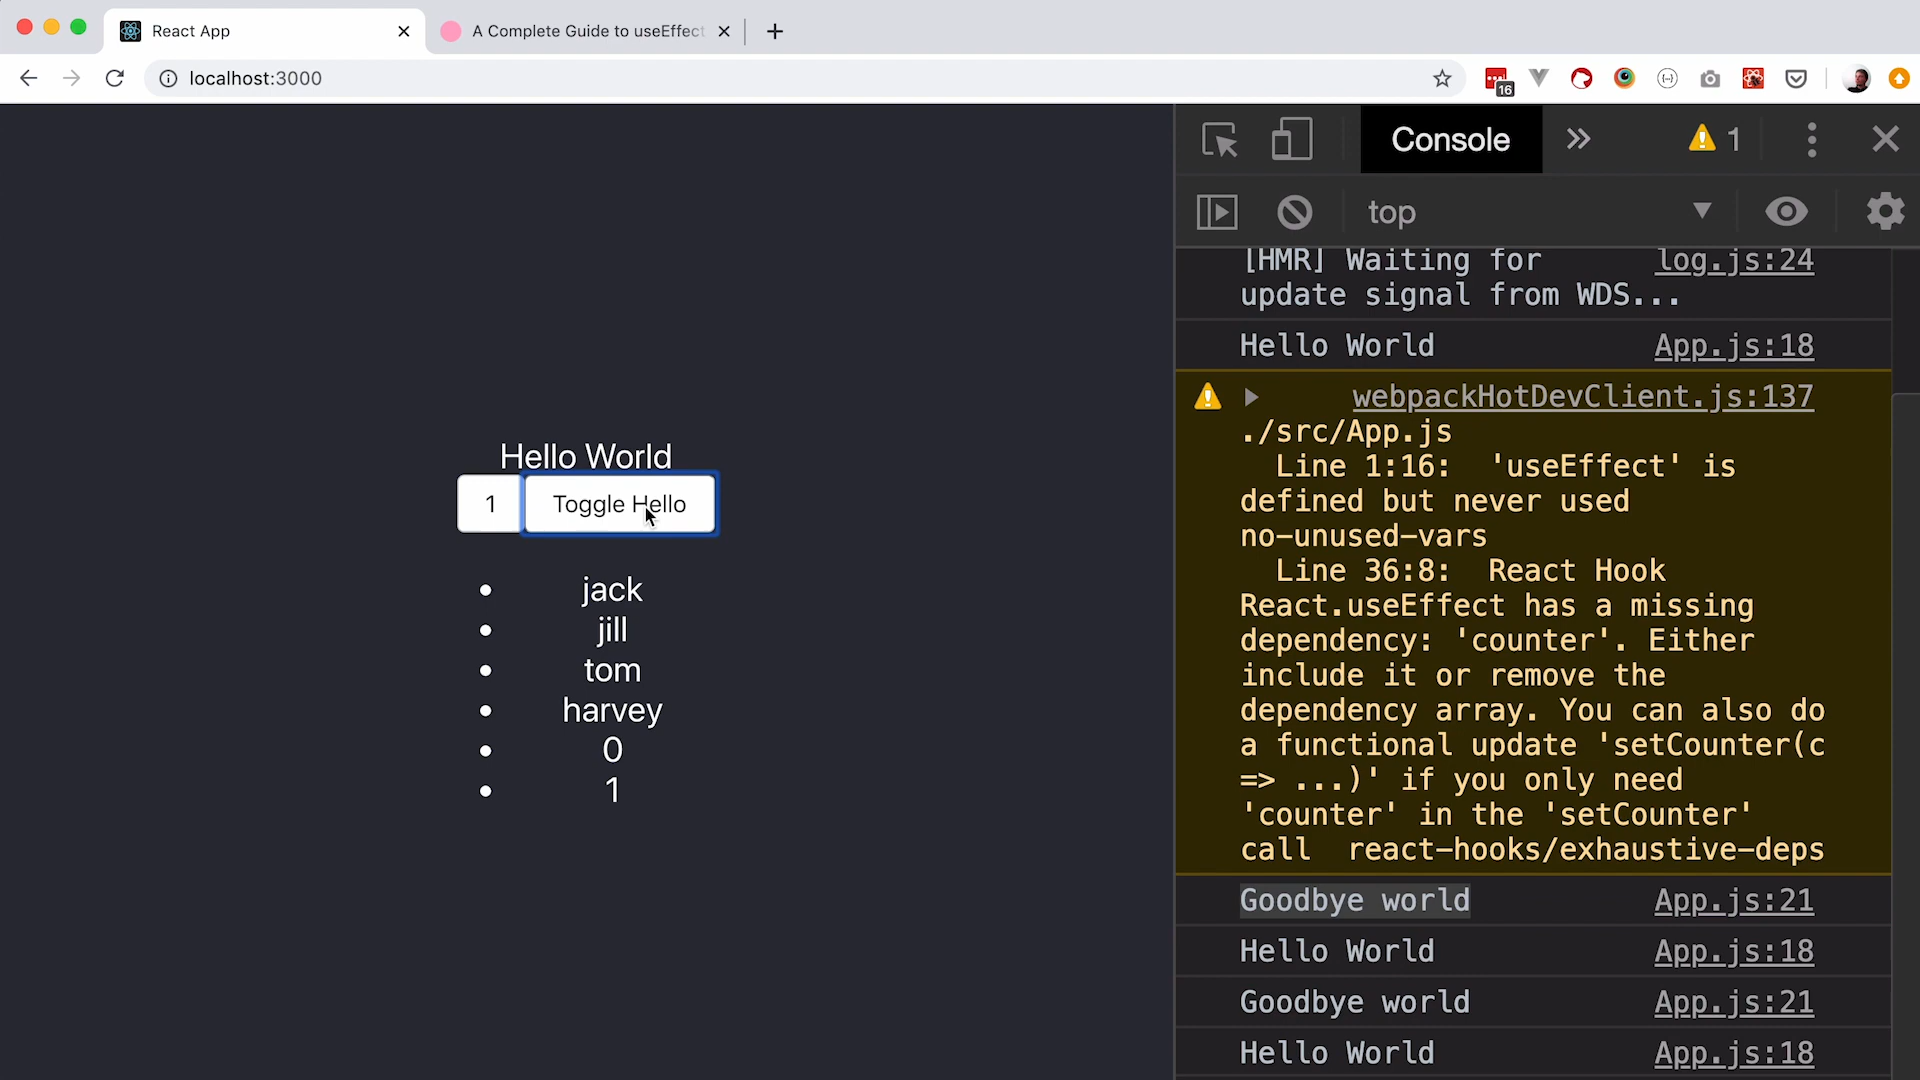 React App
A Complete Guide to useEffect
localhost:3000
16
Console
1
top
[HMR] Waiting for log.js:24
update signal from WDS...
Hello World App.js:18
webpackHotDevClient.js:137
./src/App.js
Line 1:16: 'useEffect' is
defined but never used
no-unused-vars
Line 36:8: React Hook
React.useEffect has a missing
dependency: 'counter'. Either
include it or remove the
dependency array. You can also do
a functional update 'setCounter(c
=> ...)' if you only need
'counter' in the 'setCounter'
call react-hooks/exhaustive-deps
Goodbye world App.js:21
Hello World App.js:18
Goodbye world App.js:21
Hello World App.js:18
Hello World
1 Toggle Hello
jack
jill
tom
harvey
0
1